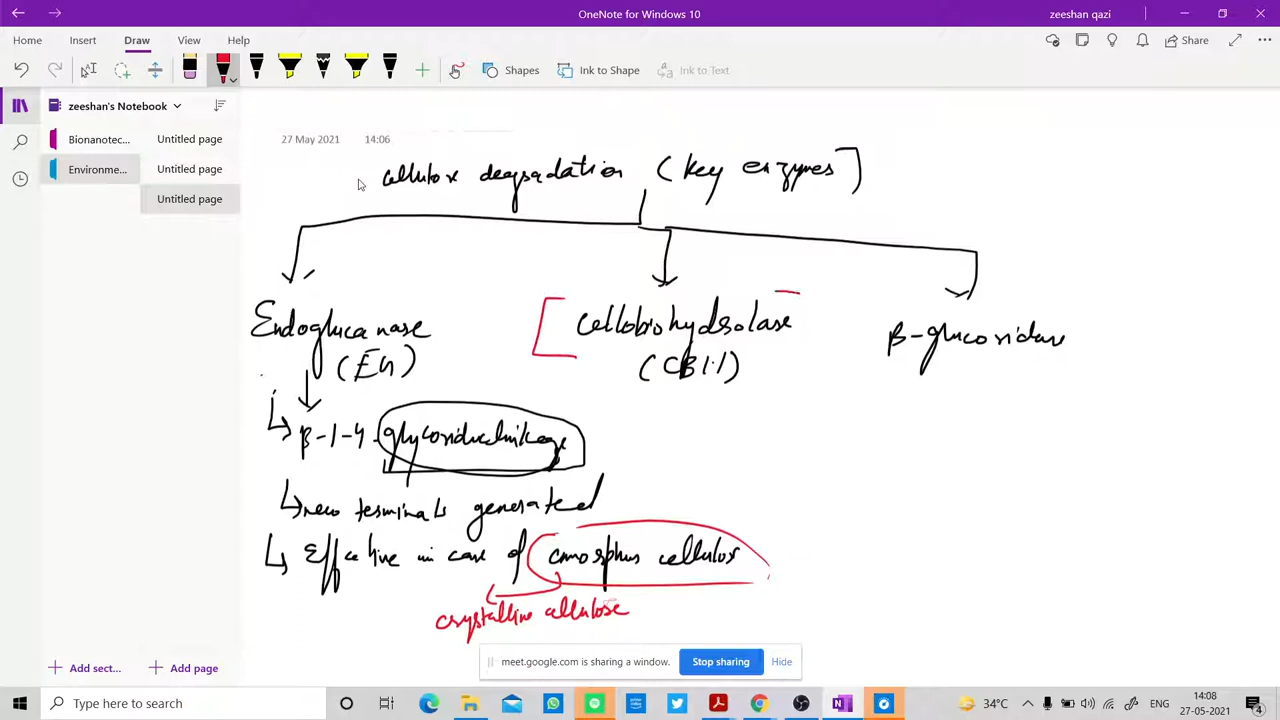 OneNote for Windows 10
zeeshan qazi
Home Insert Draw View Help
Share
Shapes Ink to Shape Ink to Text
zeeshan's Notebook
Bionanotec...
Environme...
Untitled page
Untitled page
Untitled page
27 May 2021 14:06
cellulox degradation (Key enzymes]
Endoglucanase
(EG)
cellobiohydrolase
(CBH)
β-glucosidase
β-1-4-glycosidic linkage
new terminals generated
Effective in case of amorphus cellulos
crystalline cellulose
meet.google.com is sharing a window.
Stop sharing
Hide
Add sect...
Add page
Type here to search
34°C
14:08
27-05-2021
4